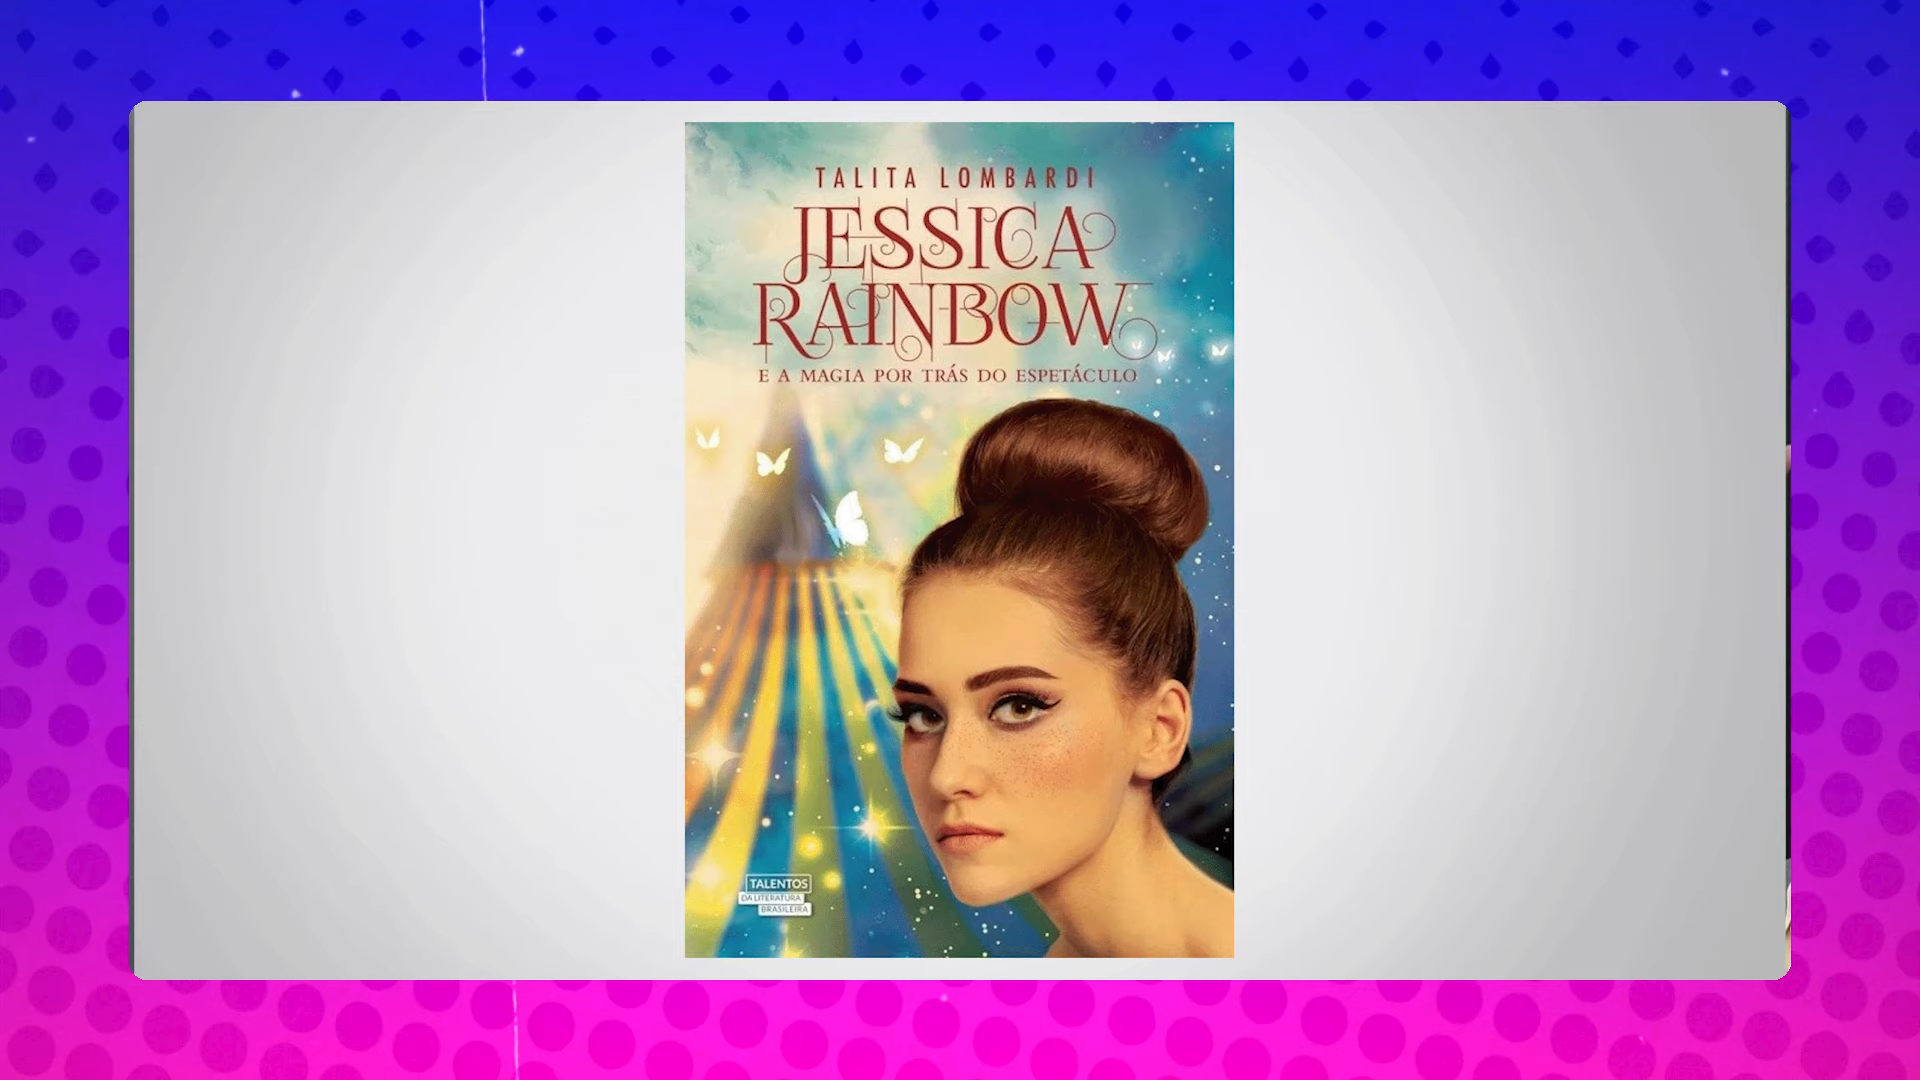 TALITA LOMBARDI
JESSICA
RAINBOW
E A MAGIA POR TRÁS DO ESPETÁCULO
TALENTOS
DA LITERATURA
BRASILEIRA